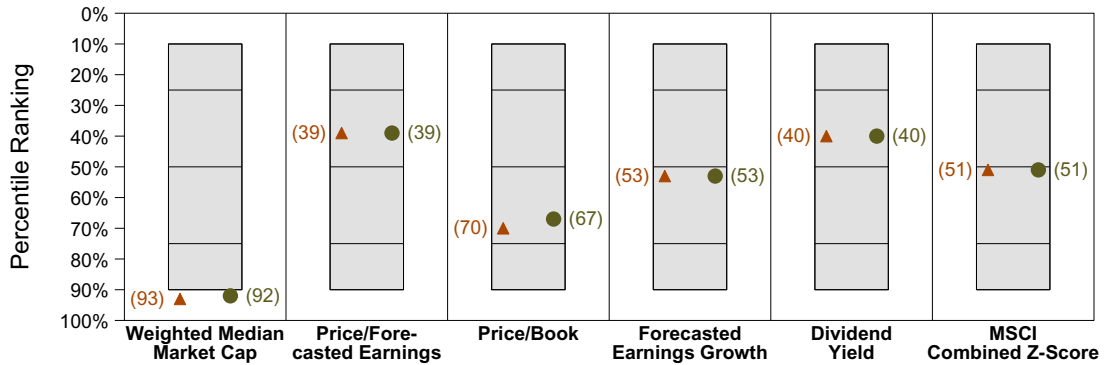 Percentile Ranking
0%
10%
20%
30%
40%
50%
60%
70%
80%
90%
100%
(93) (92)
(39) (39)
(70) (67)
(53) (53)
(40) (40)
(51) (51)
Weighted Median
Market Cap
Price/Fore-
casted Earnings
Price/Book
Forecasted
Earnings Growth
Dividend
Yield
MSCI
Combined Z-Score